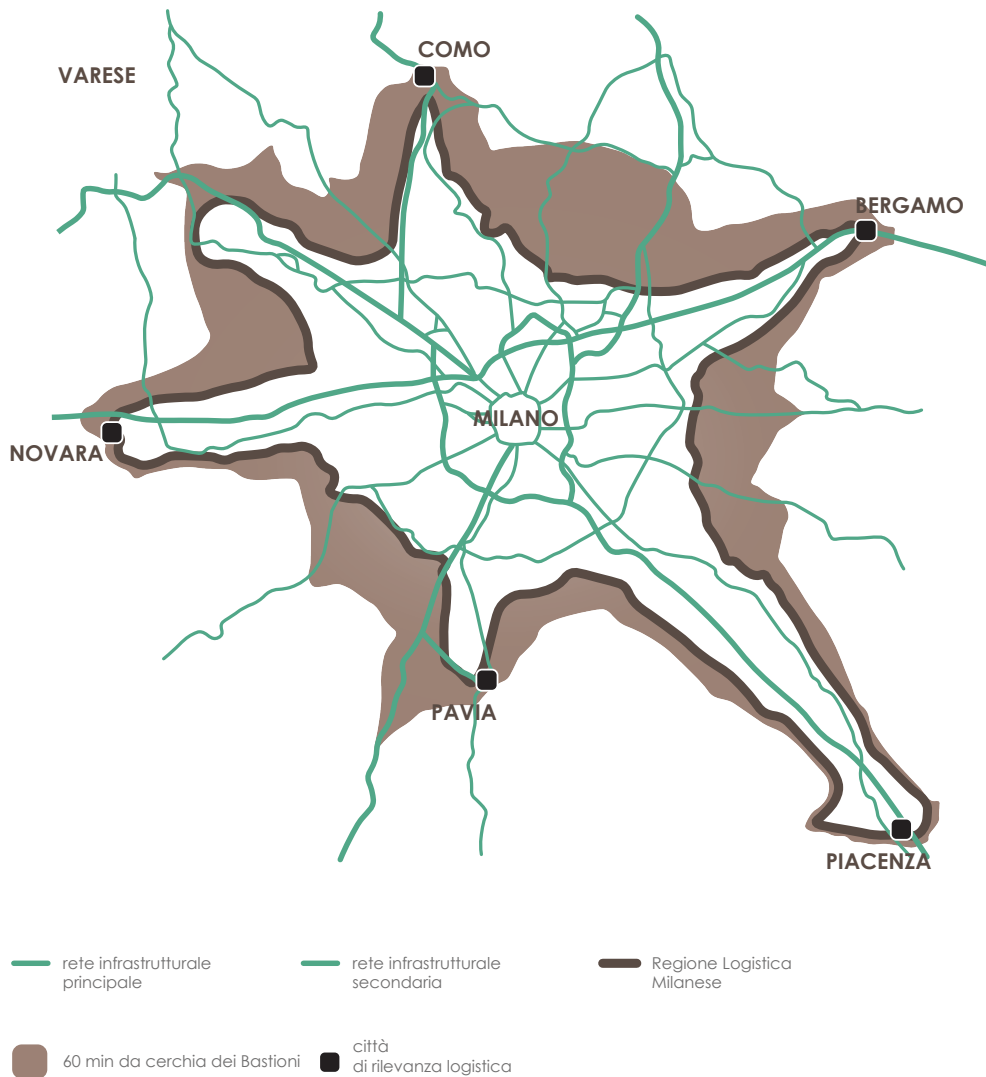 COMO
VARESE
BERGAMO
MILANO
NOVARA
PAVIA
PIACENZA
rete infrastrutturale
principale
rete infrastrutturale
secondaria
Regione Logistica
Milanese
60 min da cerchia dei Bastioni
città
di rilevanza logistica